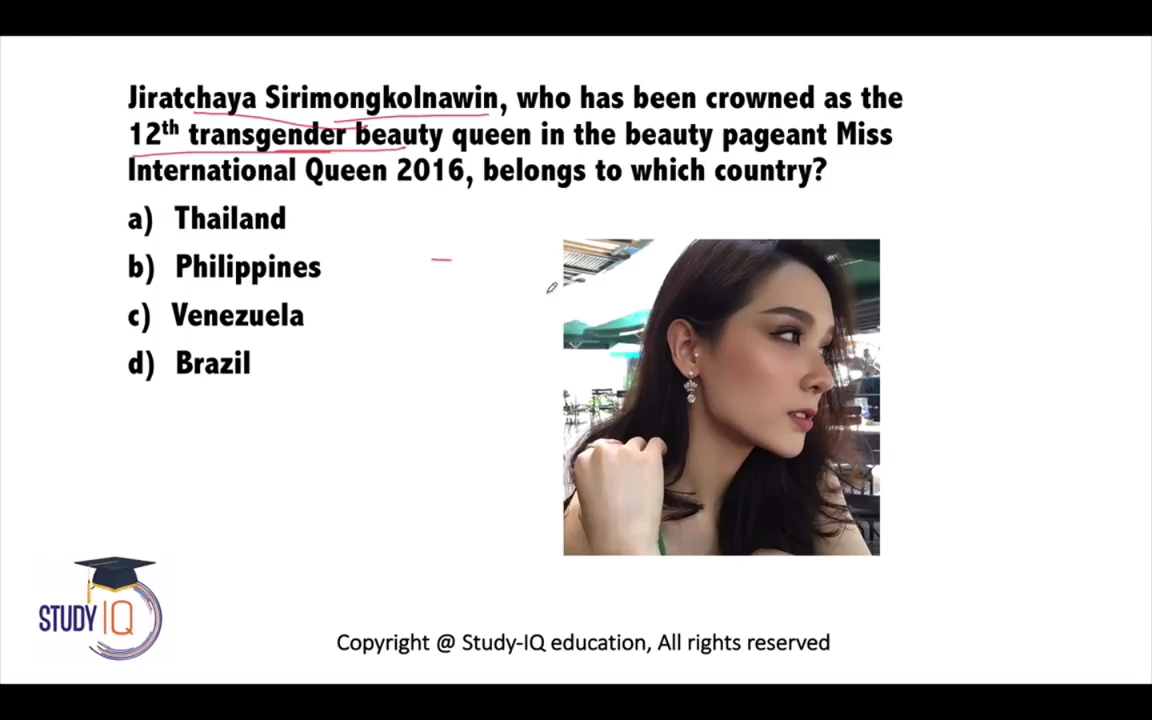 Jiratchaya Sirimongkolnawin, who has been crowned as the
12th transgender beauty queen in the beauty pageant Miss
International Queen 2016, belongs to which country?
a) Thailand
b) Philippines
c) Venezuela
d) Brazil
STUDY IQ
Copyright @ Study-IQ education, All rights reserved